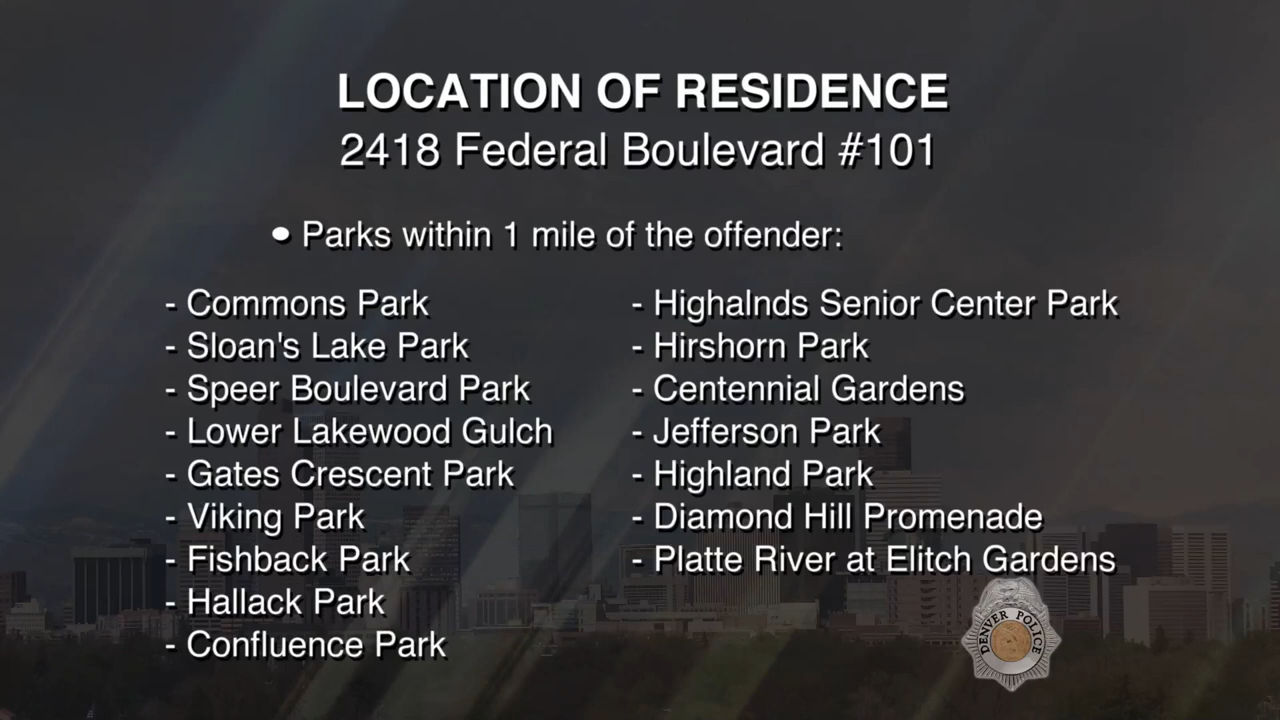 LOCATION OF RESIDENCE
2418 Federal Boulevard #101
• Parks within 1 mile of the offender:
- Commons Park
- Sloan's Lake Park
- Speer Boulevard Park
- Lower Lakewood Gulch
- Gates Crescent Park
- Viking Park
- Fishback Park
- Hallack Park
- Confluence Park
- Highalnds Senior Center Park
- Hirshorn Park
- Centennial Gardens
- Jefferson Park
- Highland Park
- Diamond Hill Promenade
- Platte River at Elitch Gardens
DENVER POLICE